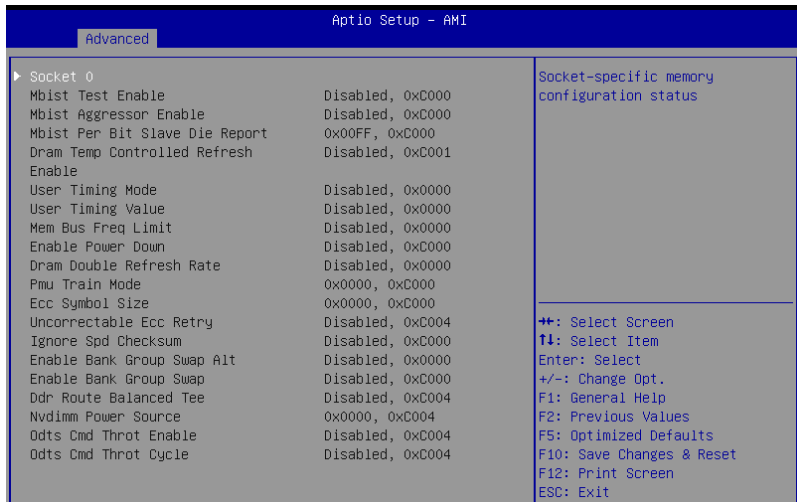 Aptio Setup – AMI
Advanced
Socket 0
Mbist Test Enable Disabled, 0xC000
Mbist Aggressor Enable Disabled, 0xC000
Mbist Per Bit Slave Die Report 0x00FF, 0xC000
Dram Temp Controlled Refresh Disabled, 0xC001
Enable
User Timing Mode Disabled, 0x0000
User Timing Value Disabled, 0x0000
Mem Bus Freq Limit Disabled, 0x0000
Enable Power Down Disabled, 0xC000
Dram Double Refresh Rate Disabled, 0x0000
Pmu Train Mode 0x0000, 0xC000
Ecc Symbol Size 0x0000, 0xC000
Uncorrectable Ecc Retry Disabled, 0xC004
Ignore Spd Checksum Disabled, 0xC000
Enable Bank Group Swap Alt Disabled, 0x0000
Enable Bank Group Swap Disabled, 0xC000
Ddr Route Balanced Tee Disabled, 0xC004
Nvdimm Power Source 0x0000, 0xC004
Odts Cmd Throt Enable Disabled, 0xC004
Odts Cmd Throt Cycle Disabled, 0xC004
Socket-specific memory
configuration status
→←: Select Screen
↑↓: Select Item
Enter: Select
+/-: Change Opt.
F1: General Help
F2: Previous Values
F5: Optimized Defaults
F10: Save Changes & Reset
F12: Print Screen
ESC: Exit